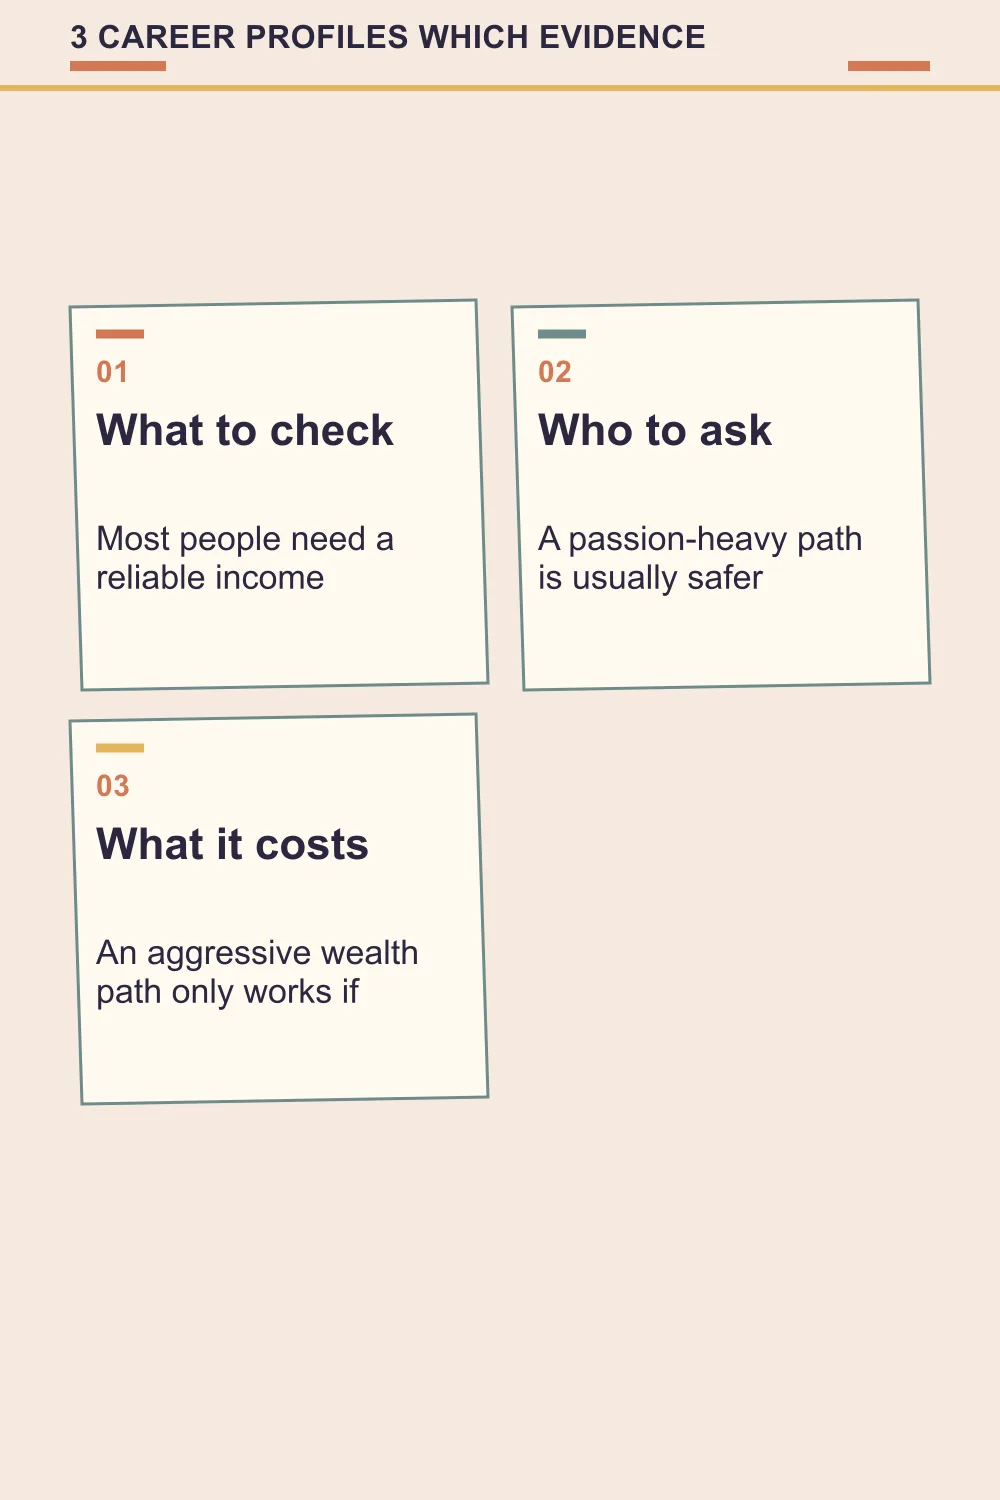 3 CAREER PROFILES WHICH EVIDENCE
01
What to check
Most people need a
reliable income
02
Who to ask
A passion-heavy path
is usually safer
03
What it costs
An aggressive wealth
path only works if